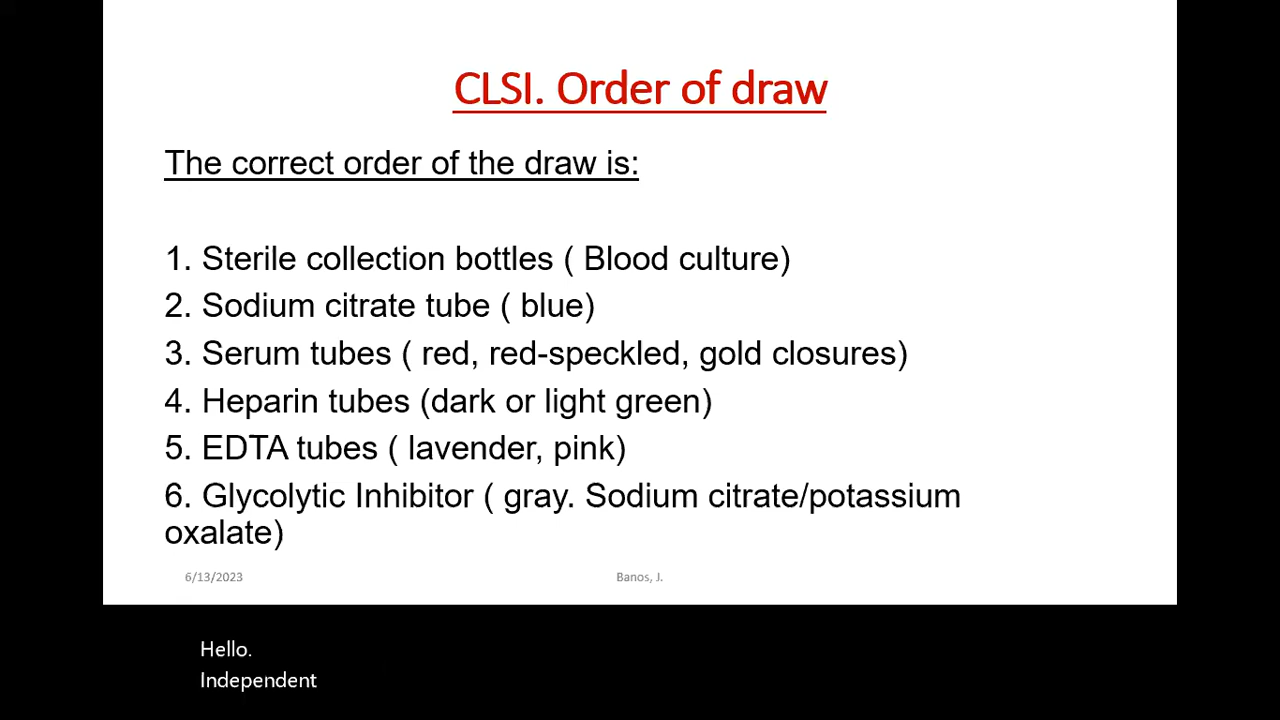 CLSI. Order of draw
The correct order of the draw is:
1. Sterile collection bottles ( Blood culture)
2. Sodium citrate tube ( blue)
3. Serum tubes ( red, red-speckled, gold closures)
4. Heparin tubes (dark or light green)
5. EDTA tubes ( lavender, pink)
6. Glycolytic Inhibitor ( gray. Sodium citrate/potassium
oxalate)
6/13/2023
Banos, J.
Hello.
Independent